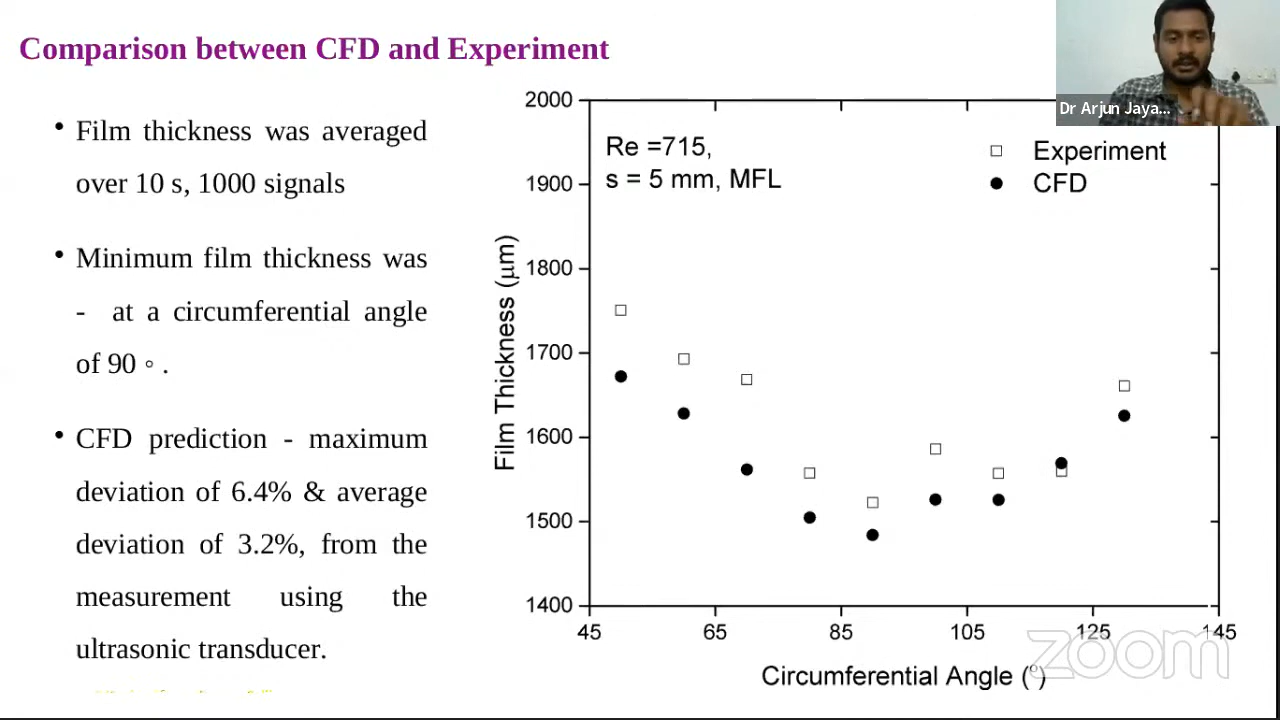 Comparison between CFD and Experiment
Dr Arjun Jaya...
• Film thickness was averaged
over 10 s, 1000 signals
• Minimum film thickness was
- at a circumferential angle
of 90 ◦ .
• CFD prediction - maximum
deviation of 6.4% & average
deviation of 3.2%, from the
measurement using the
ultrasonic transducer.
2000
1900
1800
1700
1600
1500
1400
Film Thickness (μm)
Re =715,
s = 5 mm, MFL
Experiment
CFD
45 65 85 105 125 145
Circumferential Angle (º)
zoom